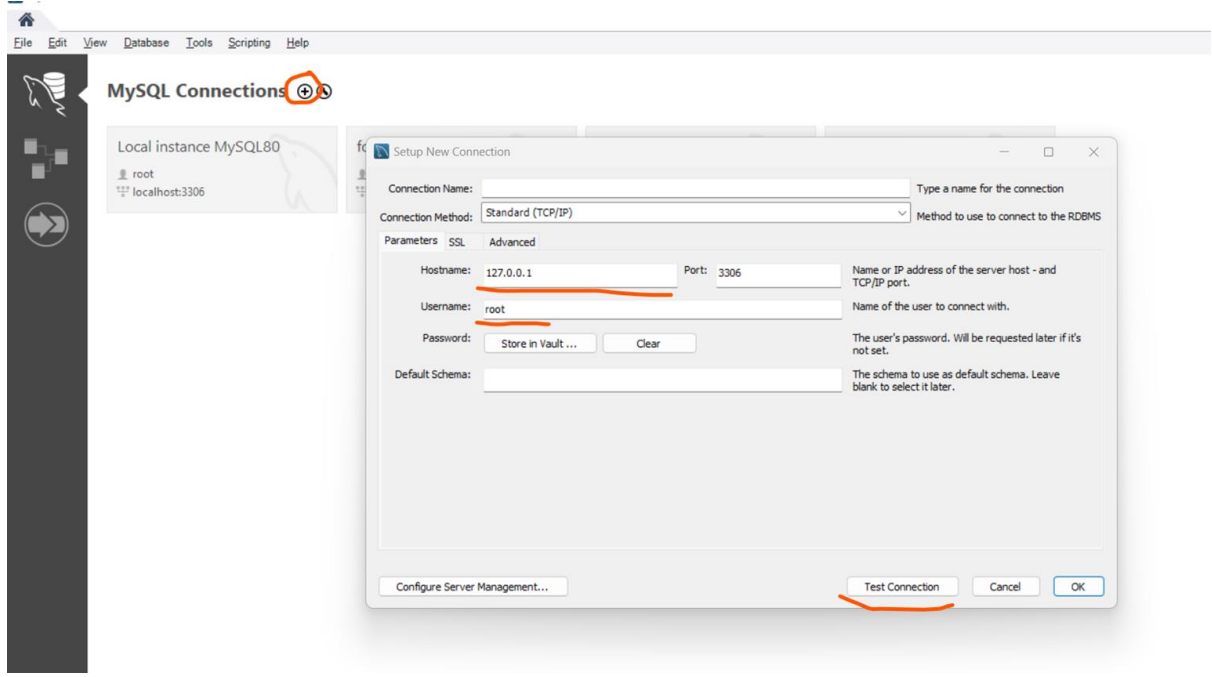 File Edit View Database Tools Scripting Help
MySQL Connections
Local instance MySQL80
root
localhost:3306
Setup New Connection
Connection Name: Type a name for the connection
Connection Method: Standard (TCP/IP) Method to use to connect to the RDBMS
Parameters SSL Advanced
Hostname: 127.0.0.1 Port: 3306 Name or IP address of the server host - and
TCP/IP port.
Username: root Name of the user to connect with.
Password: Store in Vault ... Clear The user's password. Will be requested later if it's
not set.
Default Schema: The schema to use as default schema. Leave
blank to select it later.
Configure Server Management... Test Connection Cancel OK